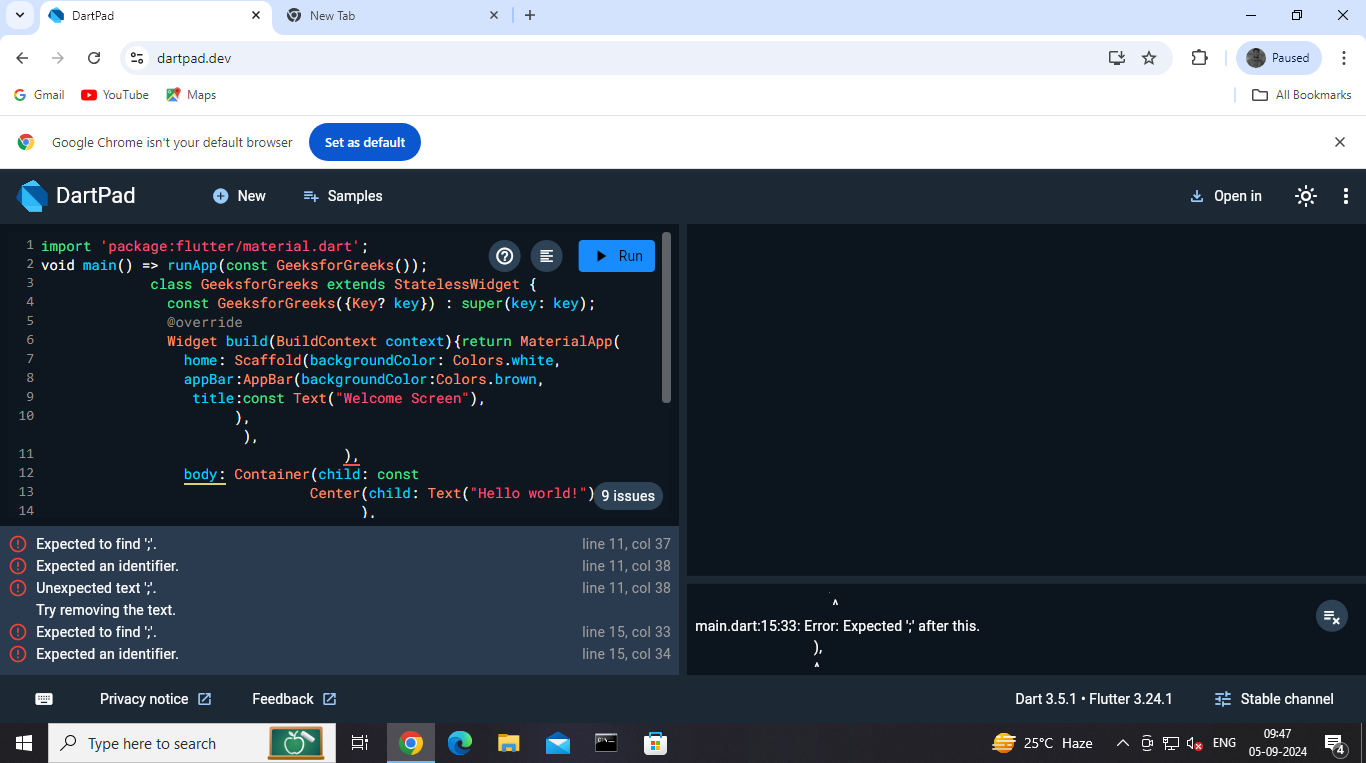 DartPad
New Tab
dartpad.dev
Paused
Gmail
YouTube
Maps
All Bookmarks
Google Chrome isn't your default browser
Set as default
DartPad
New
Samples
Open in
1 import 'package:flutter/material.dart';
2 void main() => runApp(const GeeksforGreeks());
3 class GeeksforGreeks extends StatelessWidget {
4 const GeeksforGreeks({Key? key}) : super(key: key);
5 @override
6 Widget build(BuildContext context){return MaterialApp(
7 home: Scaffold(backgroundColor: Colors.white,
8 appBar:AppBar(backgroundColor:Colors.brown,
9 title:const Text("Welcome Screen"),
10 ),
),
11 ),
12 body: Container(child: const
13 Center(child: Text("Hello world!")
14 ),
Run
9 issues
Expected to find ';'. line 11, col 37
Expected an identifier. line 11, col 38
Unexpected text ';'. line 11, col 38
Try removing the text.
Expected to find ';'. line 15, col 33
Expected an identifier. line 15, col 34
^
main.dart:15:33: Error: Expected ';' after this.
),
^
Privacy notice
Feedback
Dart 3.5.1 • Flutter 3.24.1
Stable channel
Type here to search
25°C Haze
ENG
09:47
05-09-2024
4